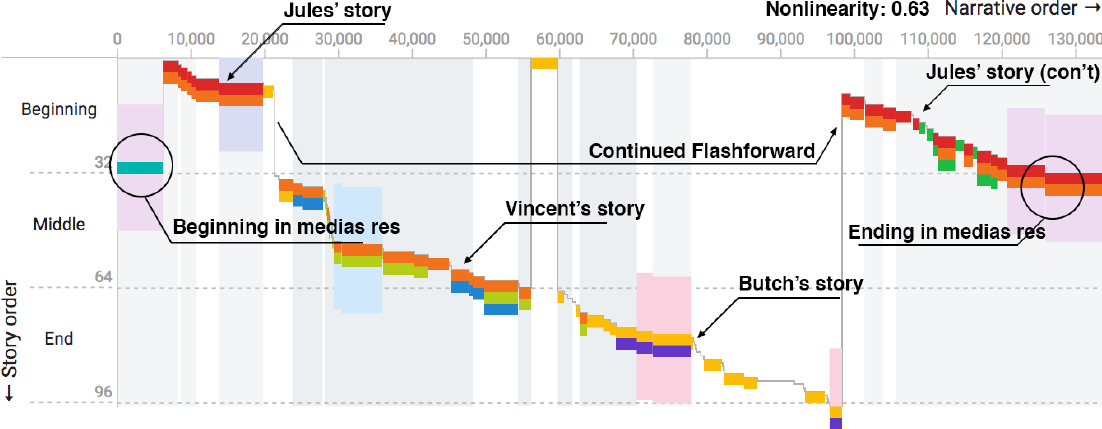 Jules’ story
Nonlinearity: 0.63 Narrative order →
0 10,000 20,000 30,000 40,000 50,000 60,000 70,000 80,000 90,000 100,000 110,000 120,000 130,000
Jules’ story (con’t)
Beginning
Continued Flashforward
32
Vincent’s story
Middle
Beginning in medias res
Ending in medias res
64
Butch’s story
← Story order
End
96